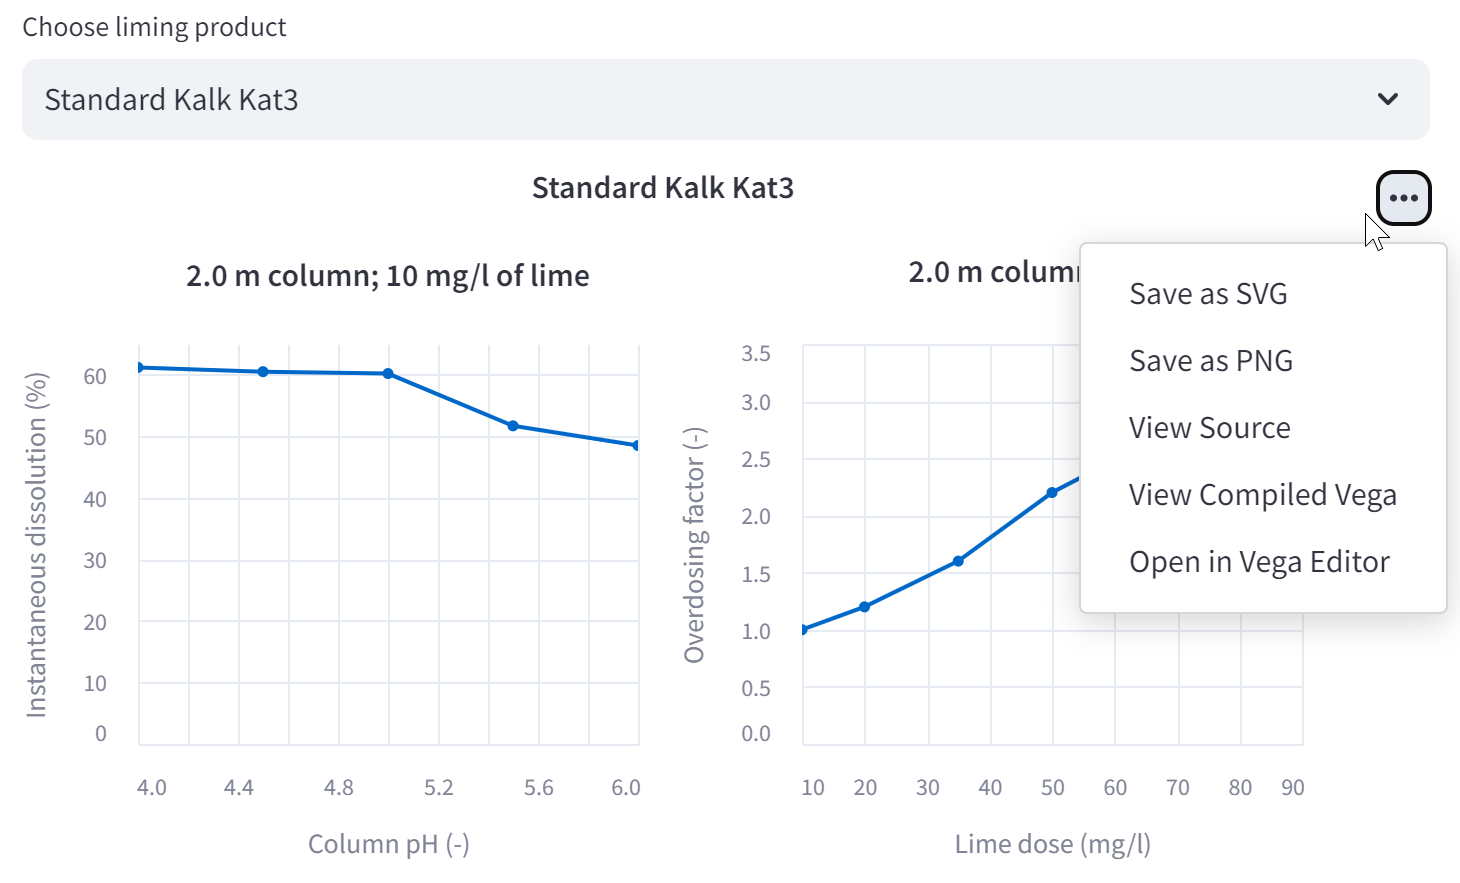 Choose liming product
Standard Kalk Kat3
Standard Kalk Kat3
2.0 m column; 10 mg/l of lime
Instantaneous dissolution (%)
60
50
40
30
20
10
0
4.0 4.4 4.8 5.2 5.6 6.0
Column pH (-)
2.0 m
Overdosing factor (-)
3.5
3.0
2.5
2.0
1.5
1.0
0.5
0.0
10 20 30 40 50 60 70 80 90
Lime dose (mg/l)
Save as SVG
Save as PNG
View Source
View Compiled Vega
Open in Vega Editor